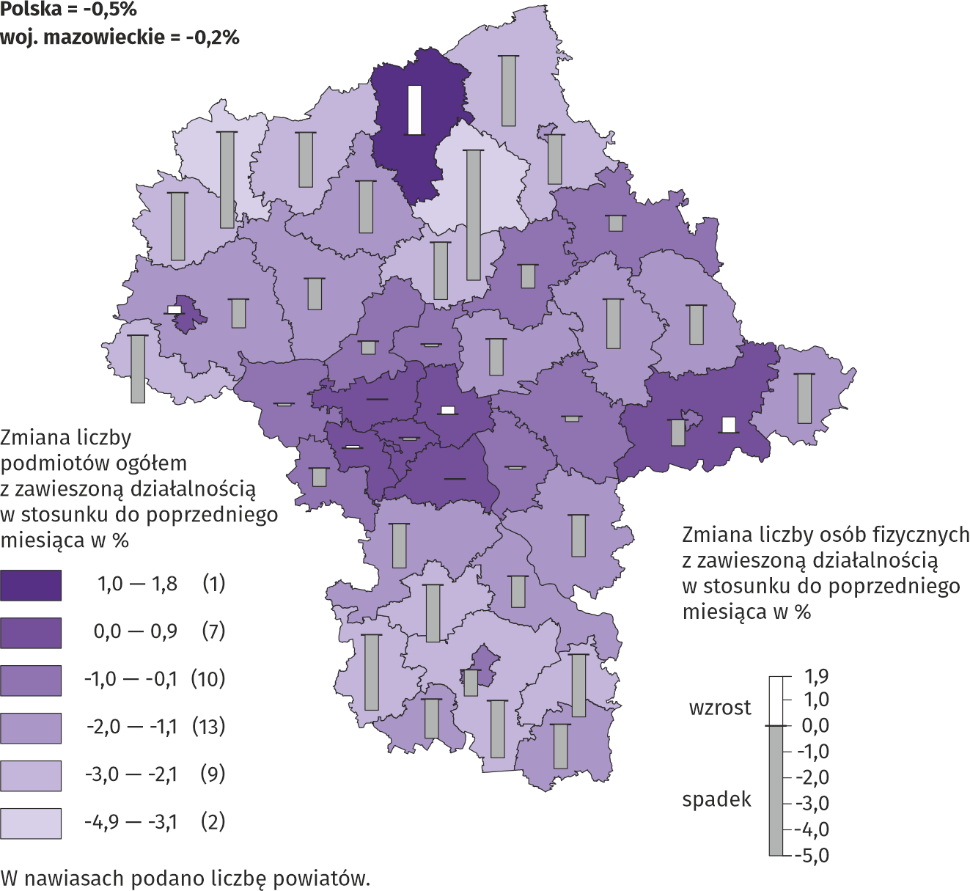 Polska = -0,5%
woj. mazowieckie = -0,2%
Zmiana liczby
podmiotów ogółem
z zawieszoną działalnością
w stosunku do poprzedniego
miesiąca w %
1,0 — 1,8 (1)
0,0 — 0,9 (7)
-1,0 — -0,1 (10)
-2,0 — -1,1 (13)
-3,0 — -2,1 (9)
-4,9 — -3,1 (2)
W nawiasach podano liczbę powiatów.
Zmiana liczby osób fizycznych
z zawieszoną działalnością
w stosunku do poprzedniego
miesiąca w %
wzrost
spadek
1,9
1,0
0,0
-1,0
-2,0
-3,0
-4,0
-5,0